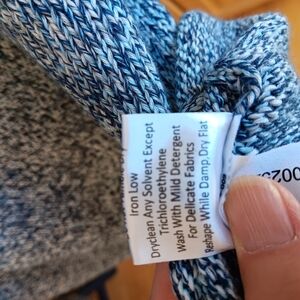 Iron Low
Dryclean Any Solvent Except
Trichloroethylene
Wash With Mild Detergent
For Delicate Fabrics
Reshape While Damp,Dry Flat